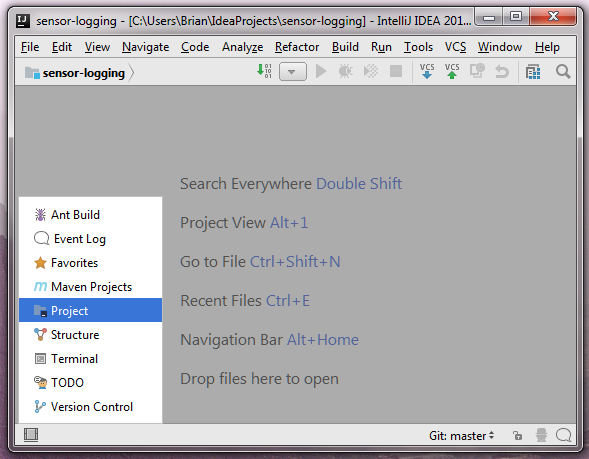 sensor-logging - [C:\Users\Brian\IdeaProjects\sensor-logging] - IntelliJ IDEA 201...
File Edit View Navigate Code Analyze Refactor Build Run Tools VCS Window Help
sensor-logging
VCS VCS
Search Everywhere Double Shift
Project View Alt+1
Go to File Ctrl+Shift+N
Recent Files Ctrl+E
Navigation Bar Alt+Home
Drop files here to open
Ant Build
Event Log
Favorites
Maven Projects
Project
Structure
Terminal
TODO
Version Control
Git: master